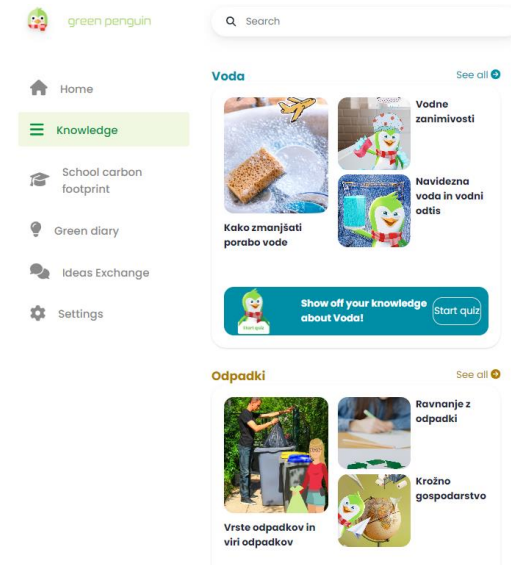 green penguin
Search
Home
Knowledge
School carbon
footprint
Green diary
Ideas Exchange
Settings
Voda
See all
Kako zmanjšati
porabo vode
Vodne
zanimivosti
Navidezna
voda in vodni
odtis
Start quiz
Show off your knowledge
about Voda!
Start quiz
Odpadki
See all
Vrste odpadkov in
viri odpadkov
Ravnanje z
odpadki
Krožno
gospodarstvo